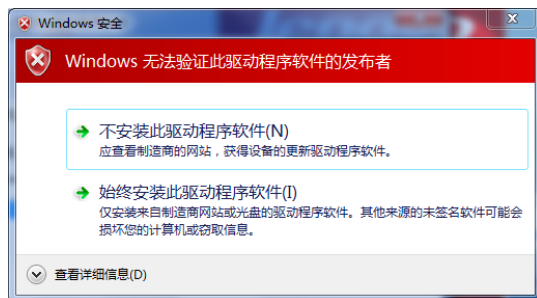 Windows 安全
Windows 无法验证此驱动程序软件的发布者
不安装此驱动程序软件(N)
应查看制造商的网站，获得设备的更新驱动程序软件。
始终安装此驱动程序软件(I)
仅安装来自制造商网站或光盘的驱动程序软件。其他来源的未签名软件可能会
损坏您的计算机或窃取信息。
查看详细信息(D)